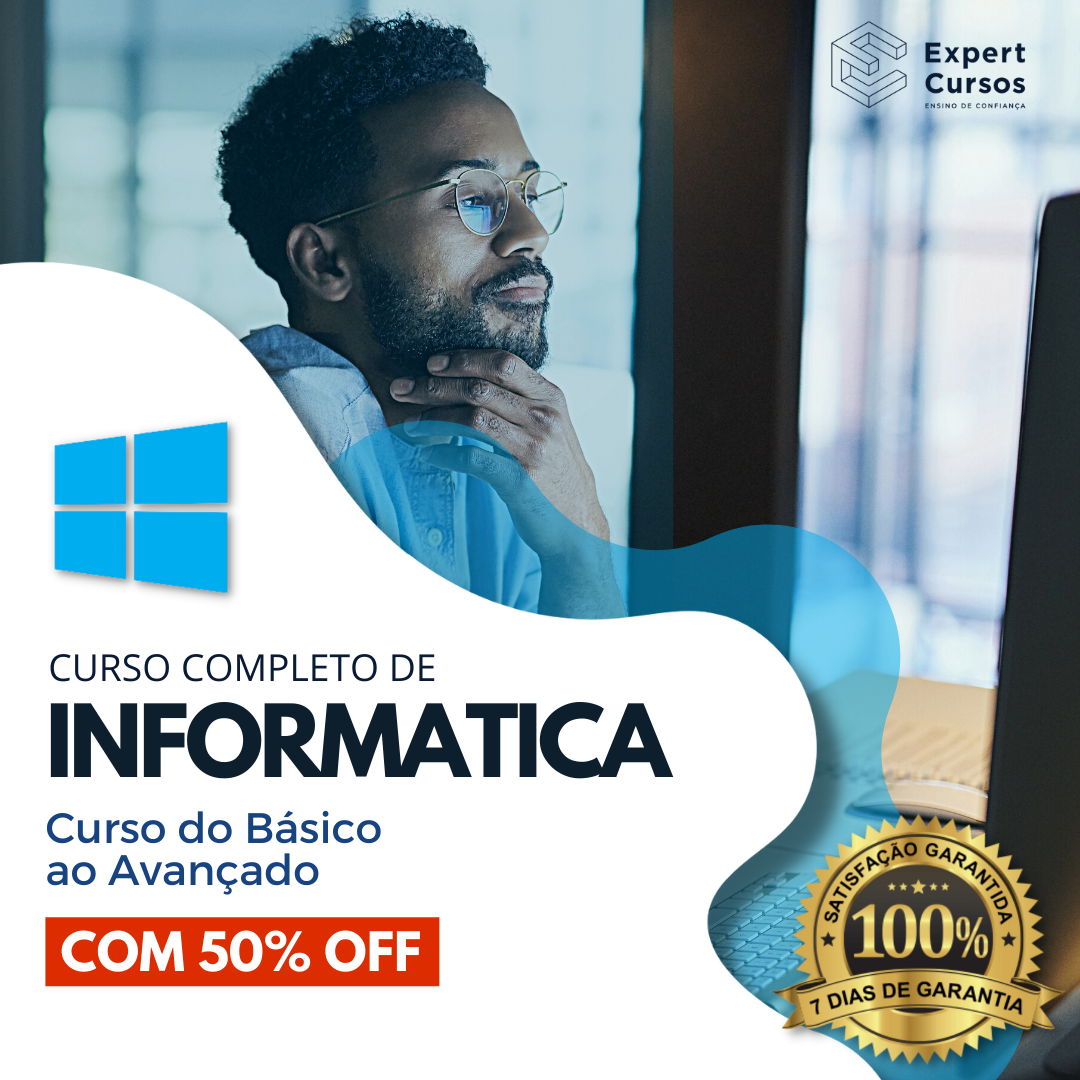 Expert
Cursos
ENSINO DE CONFIANÇA
CURSO COMPLETO DE
INFORMATICA
Curso do Básico
ao Avançado
COM 50% OFF
SATISFAÇÃO GARANTIDA
100%
7 DIAS DE GARANTIA